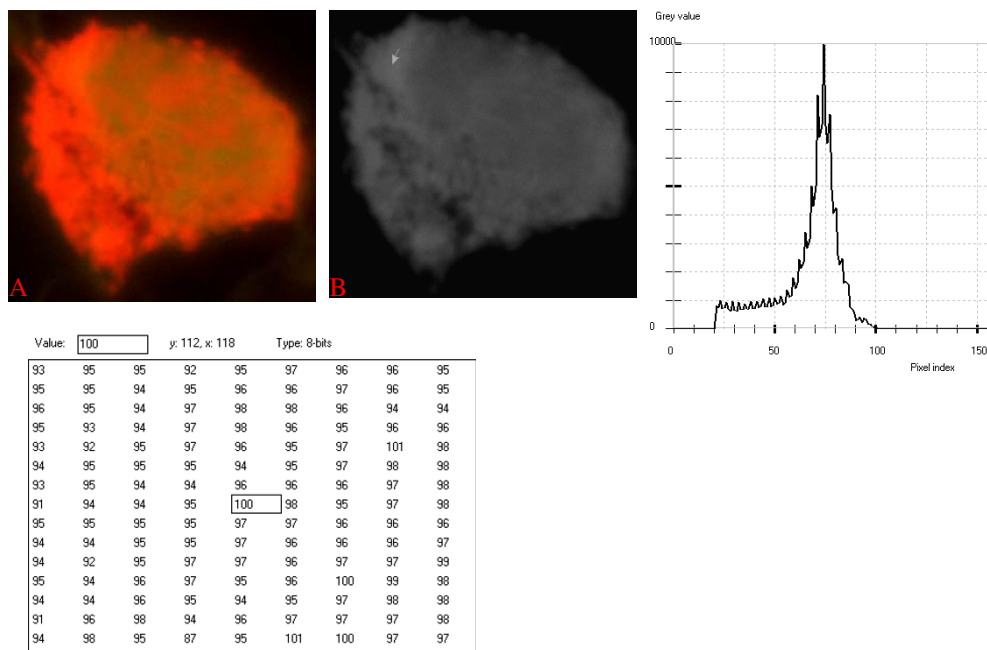 A
B
Grey value
10000
0
0 50 100 150
Pixel index
Value: 100 y: 112, x: 118 Type: 8-bits
93 95 95 92 95 97 96 96 95
95 95 94 95 96 96 97 96 95
96 95 94 97 98 98 96 94 94
95 93 94 97 98 96 95 96 96
93 92 95 97 96 95 97 101 98
94 95 95 95 94 95 97 98 98
93 95 94 94 96 96 96 97 98
91 94 94 95 100 98 95 97 98
95 95 95 95 97 97 96 96 96
94 94 95 95 97 96 96 96 97
94 92 95 97 97 96 97 97 99
95 94 96 97 95 96 100 99 98
94 94 96 95 94 95 97 98 98
91 96 98 94 96 97 97 97 98
94 98 95 87 95 101 100 97 97